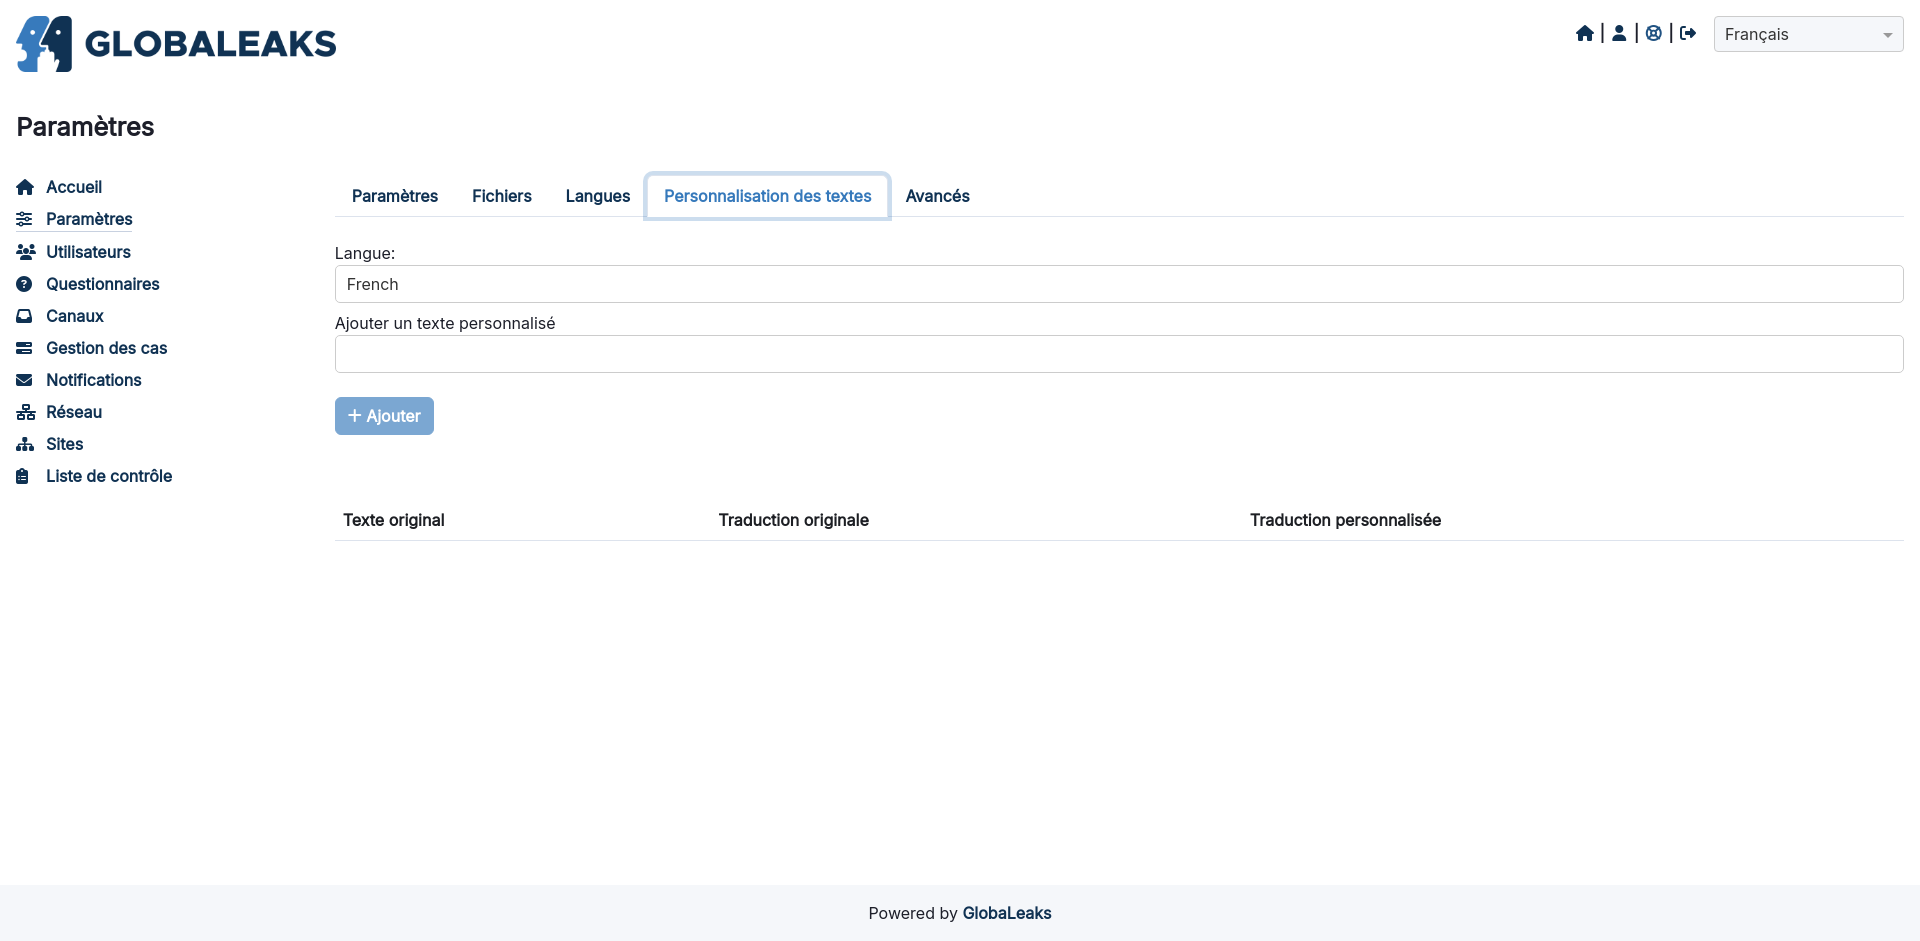 GLOBALEAKS
Français
Paramètres
Accueil
Paramètres
Utilisateurs
Questionnaires
Canaux
Gestion des cas
Notifications
Réseau
Sites
Liste de contrôle
Paramètres Fichiers Langues Personnalisation des textes Avancés
Langue:
French
Ajouter un texte personnalisé
Ajouter
Texte original Traduction originale Traduction personnalisée
Powered by GlobaLeaks